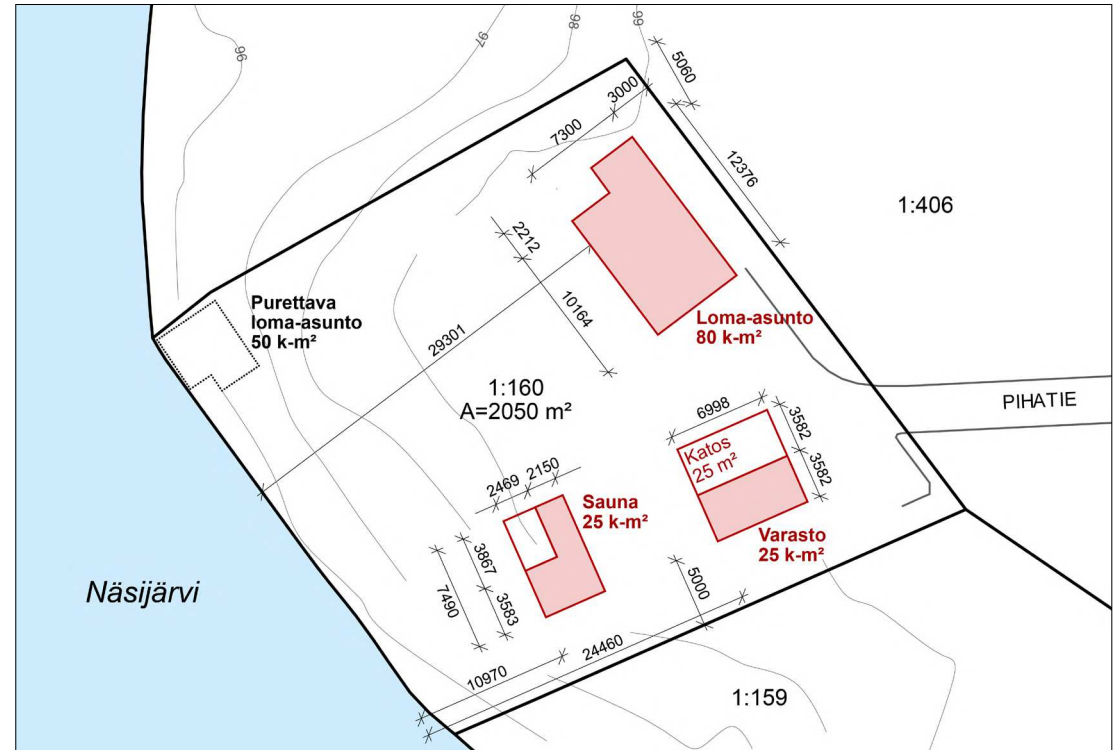 96
97
98
99
5060
3000
7300
12376
1:406
2212
10164
Purettava
loma-asunto
50 k-m²
29301
Loma-asunto
80 k-m²
1:160
A=2050 m²
PIHATIE
6998
3582
3582
Katos
25 m²
2469
2150
Sauna
25 k-m²
Varasto
25 k-m²
3867
7490
3583
5000
Näsijärvi
24460
10970
1:159